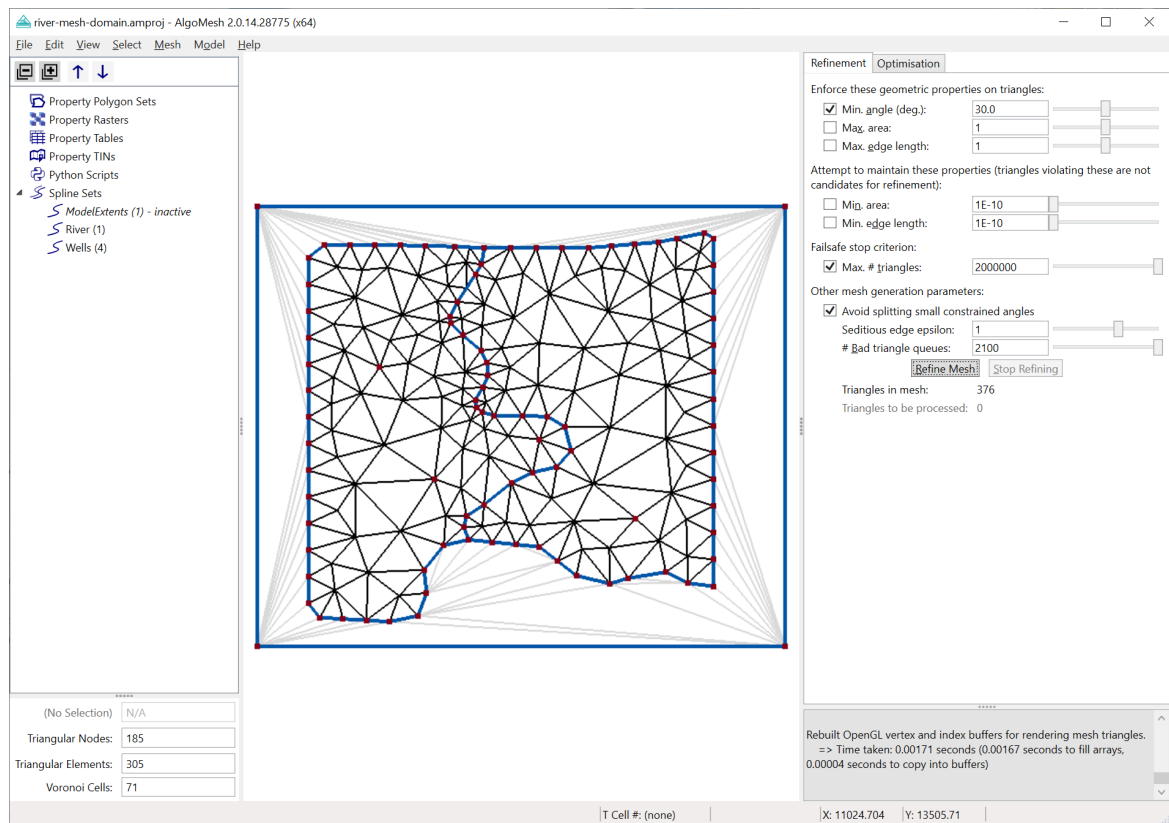 river-mesh-domain.amproj - AlgoMesh 2.0.14.28775 (x64)
File Edit View Select Mesh Model Help
Property Polygon Sets
Property Rasters
Property Tables
Property TINs
Python Scripts
Spline Sets
ModelExtents (1) - inactive
River (1)
Wells (4)
(No Selection) N/A
Triangular Nodes: 185
Triangular Elements: 305
Voronoi Cells: 71
Refinement Optimisation
Enforce these geometric properties on triangles:
Min. angle (deg.): 30.0
Max. area: 1
Max. edge length: 1
Attempt to maintain these properties (triangles violating these are not
candidates for refinement):
Min. area: 1E-10
Min. edge length: 1E-10
Failsafe stop criterion:
Max. # triangles: 2000000
Other mesh generation parameters:
Avoid splitting small constrained angles
Seditious edge epsilon: 1
# Bad triangle queues: 2100
Refine Mesh Stop Refining
Triangles in mesh: 376
Triangles to be processed: 0
Rebuilt OpenGL vertex and index buffers for rendering mesh triangles.
=> Time taken: 0.00171 seconds (0.00167 seconds to fill arrays,
0.00004 seconds to copy into buffers)
T Cell #: (none) X: 11024.704 Y: 13505.71